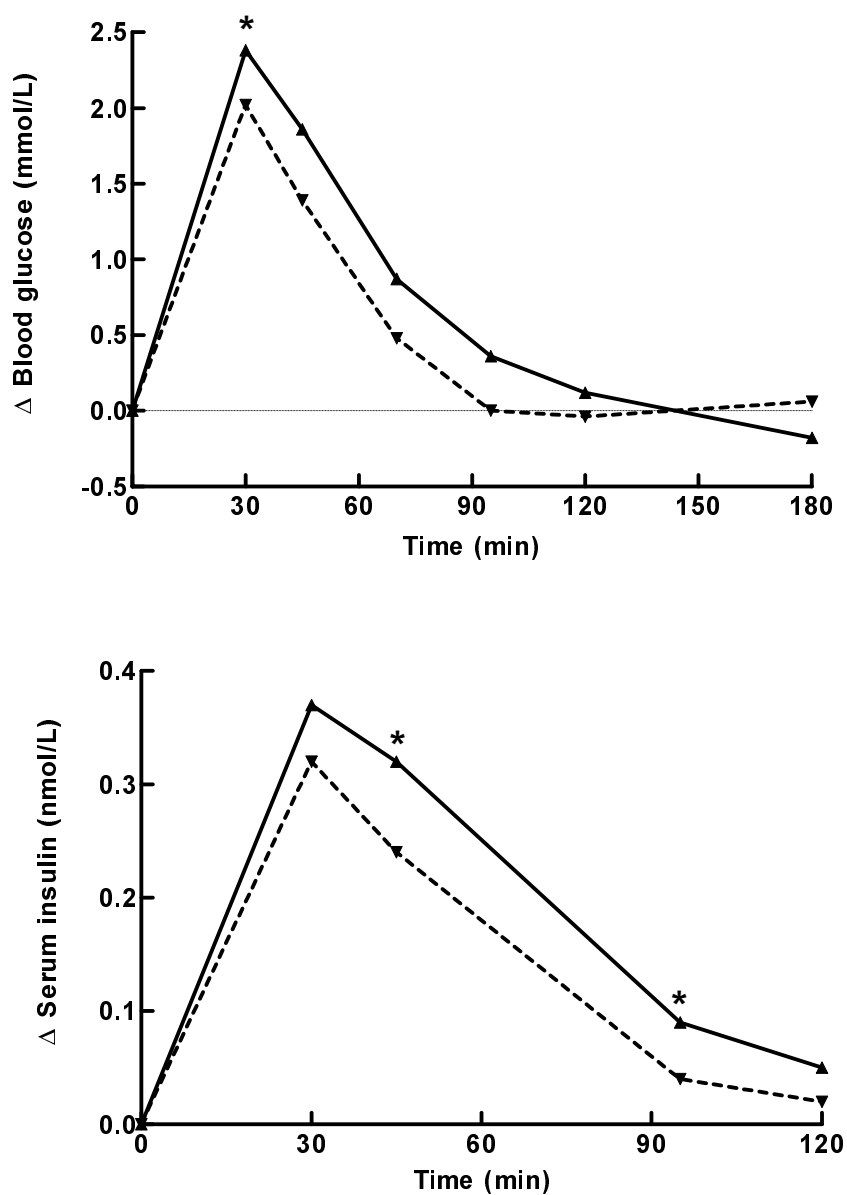 *
2.5
2.0
1.5
1.0
0.5
0.0
-0.5
Δ Blood glucose (mmol/L)
0 30 60 90 120 150 180
Time (min)
0.4
0.3
0.2
0.1
0.0
Δ Serum insulin (nmol/L)
*
*
0 30 60 90 120
Time (min)